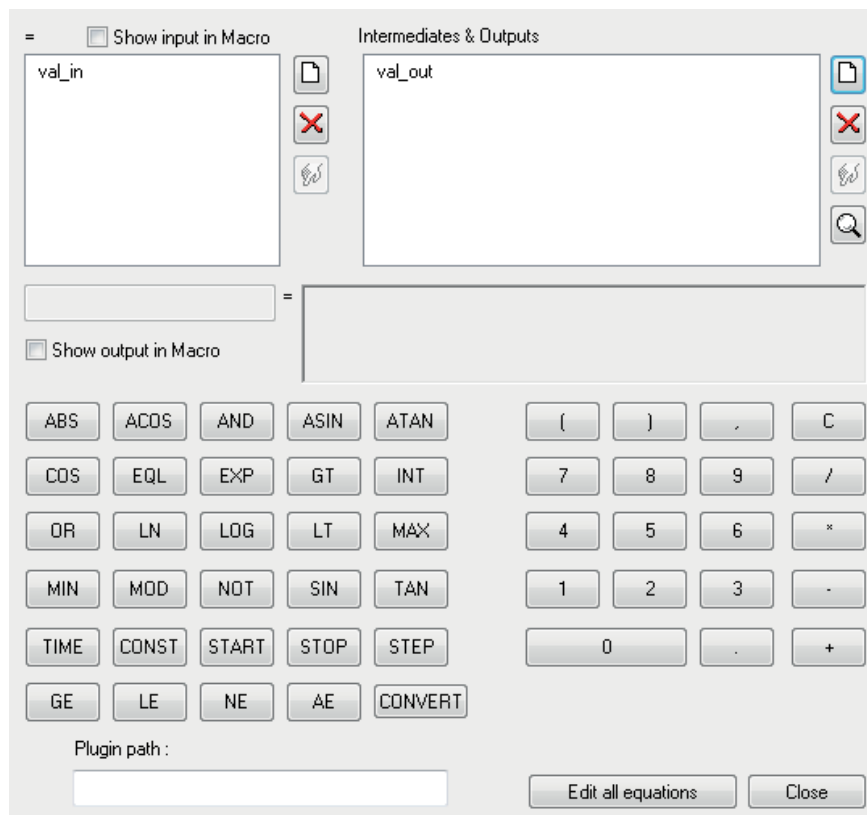 = Show input in Macro Intermediates & Outputs
val_in val_out
=
Show output in Macro
ABS ACOS AND ASIN ATAN ( ) , C
COS EQL EXP GT INT 7 8 9 /
OR LN LOG LT MAX 4 5 6 *
MIN MOD NOT SIN TAN 1 2 3 -
TIME CONST START STOP STEP 0 . +
GE LE NE AE CONVERT
Plugin path :
Edit all equations Close